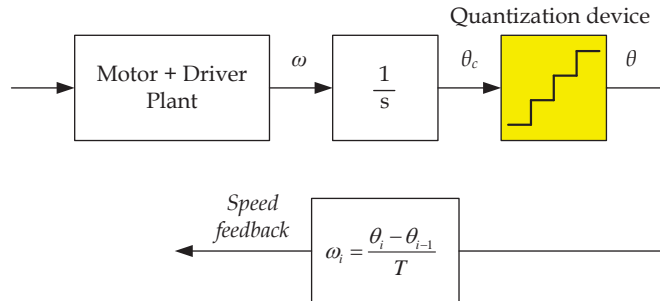 Quantization device
Motor + Driver
Plant
ω
1
s
θc
θ
Speed
feedback
ωi = θi − θi−1
T